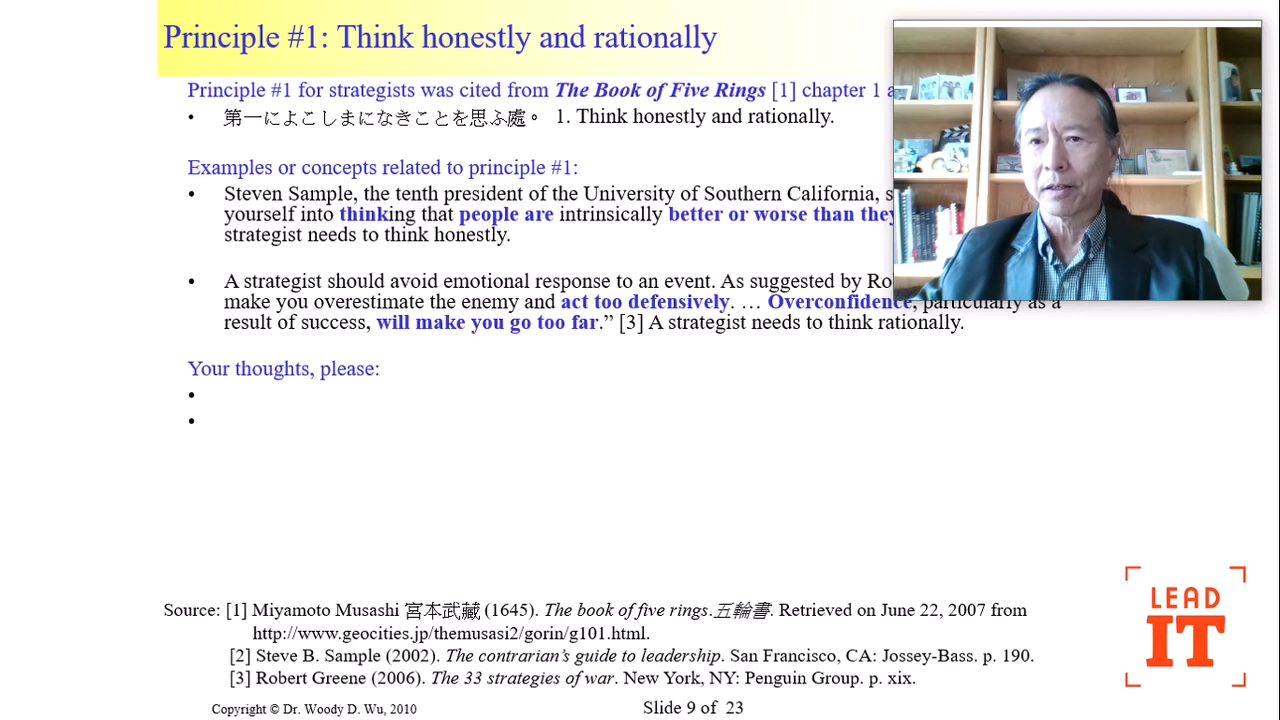 Principle #1: Think honestly and rationally
Principle #1 for strategists was cited from The Book of Five Rings [1] chapter 1 a
• 第一によこしまになきことを思ふ處。 1. Think honestly and rationally.
Examples or concepts related to principle #1:
• Steven Sample, the tenth president of the University of Southern California, s
yourself into thinking that people are intrinsically better or worse than they
strategist needs to think honestly.
• A strategist should avoid emotional response to an event. As suggested by Ro
make you overestimate the enemy and act too defensively. … Overconfidence, particularly as a
result of success, will make you go too far.” [3] A strategist needs to think rationally.
Your thoughts, please:
•
•
Source: [1] Miyamoto Musashi 宮本武藏 (1645). The book of five rings.五輪書. Retrieved on June 22, 2007 from
http://www.geocities.jp/themusasi2/gorin/g101.html.
[2] Steve B. Sample (2002). The contrarian’s guide to leadership. San Francisco, CA: Jossey-Bass. p. 190.
[3] Robert Greene (2006). The 33 strategies of war. New York, NY: Penguin Group. p. xix.
Copyright © Dr. Woody D. Wu, 2010
Slide 9 of 23
LEAD
IT